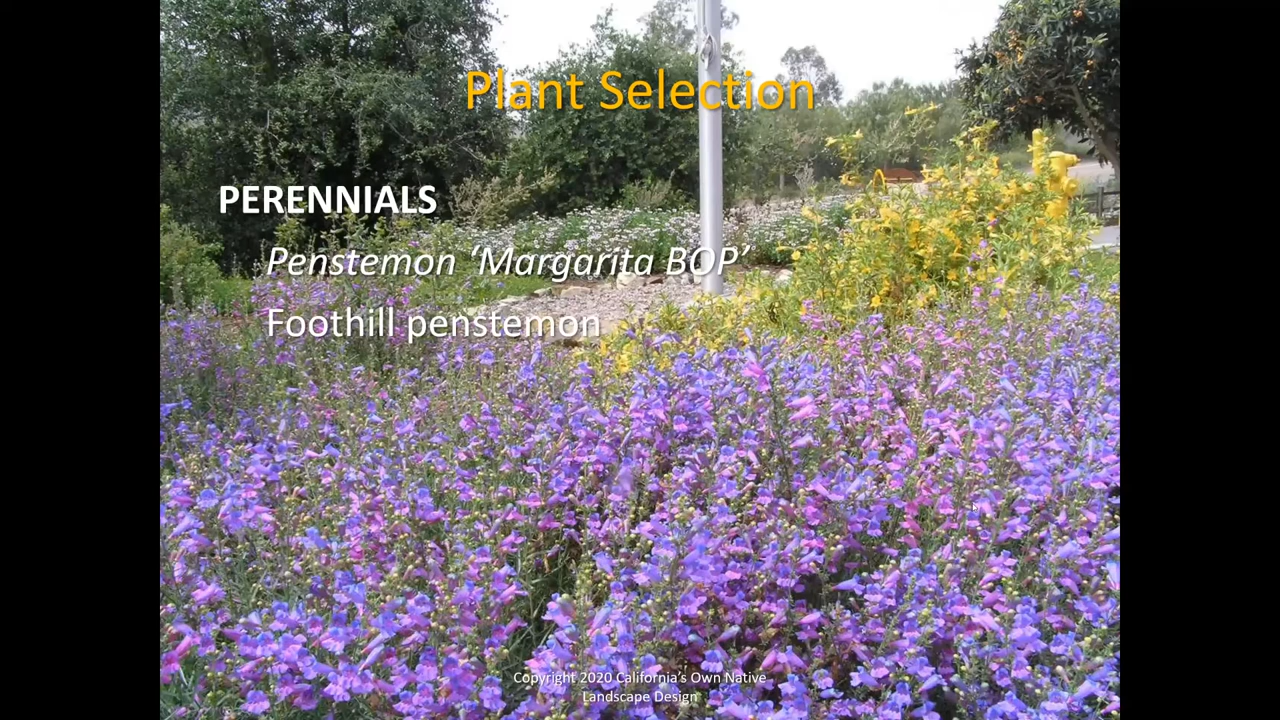 Plant Selection
PERENNIALS
Penstemon ‘Margarita BOP’
Foothill penstemon
Copyright 2020 California’s Own Native
Landscape Design